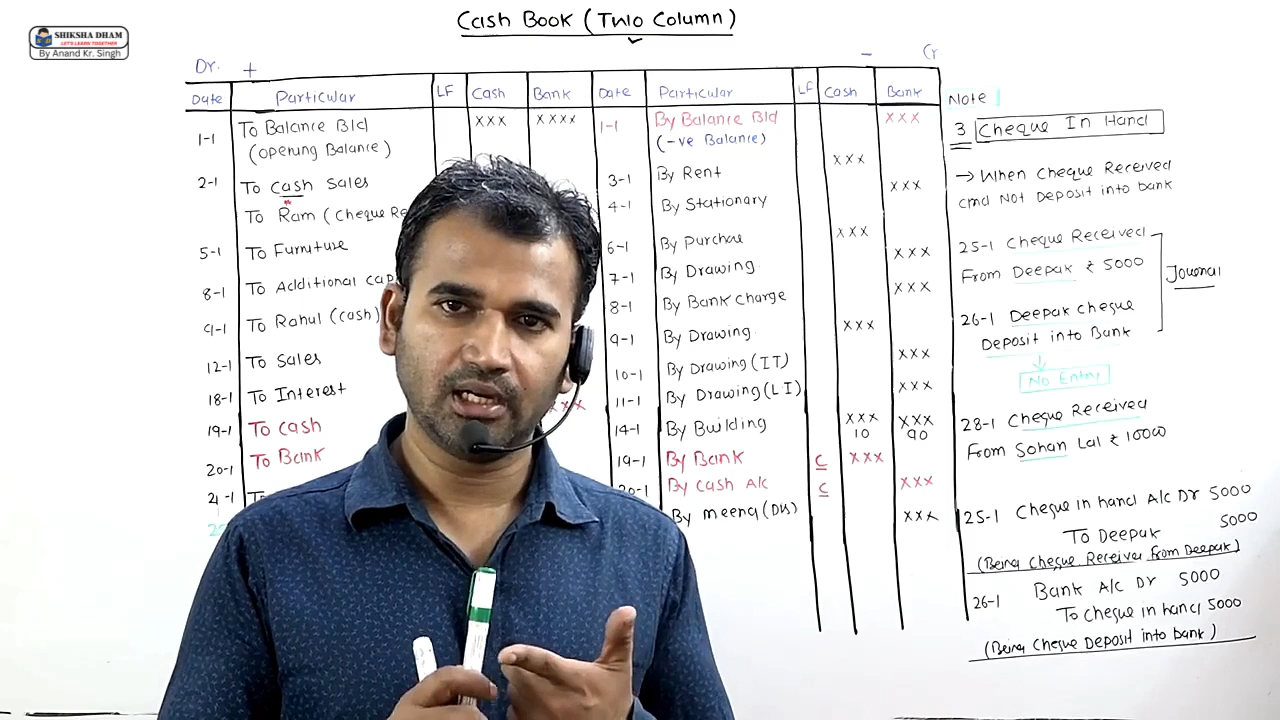 SHIKSHA DHAM
LET'S LEARN TOGETHER
By Anand Kr. Singh
Cash Book (Two Column)
Dr. +
- Cr
Date Particular LF Cash Bank Date Particular LF Cash Bank
1-1 To Balance Bld xxx xxxx
(opening Balance)
2-1 To cash sales
To Ram (Cheque Re
5-1 To Furniture
8-1 To Additional cap
9-1 To Rahul (cash)
12-1 To Sales
18-1 To Interest xxx
19-1 To cash
20-1 To Bank
21-1
1-1 By Balance Bld xxx
(-ve Balance)
3-1 By Rent xxx
4-1 By Stationary xxx
6-1 By Purchase xxx
7-1 By Drawing xxx
8-1 By Bank charge xxx
9-1 By Drawing xxx
10-1 By Drawing (IT) xxx
11-1 By Drawing (LI) xxx
14-1 By Building xxx xxx
10 90
19-1 By Bank C xxx
20-1 By cash A/c C xxx
By meena (DK) xxx
Note
3 Cheque In Hand
→ When Cheque Received
and Not Deposit into bank
25-1 Cheque Received
From Deepak ₹ 5000
26-1 Deepak cheque
Deposit into Bank
Journal
No Entry
28-1 Cheque Received
From Sohan Lal ₹ 10000
25-1 Cheque in hand A/c Dr 5000
To Deepak 5000
(Being Cheque Receive From Deepak)
26-1 Bank A/c Dr 5000
To cheque in hand 5000
(Being Cheque Deposit into bank)